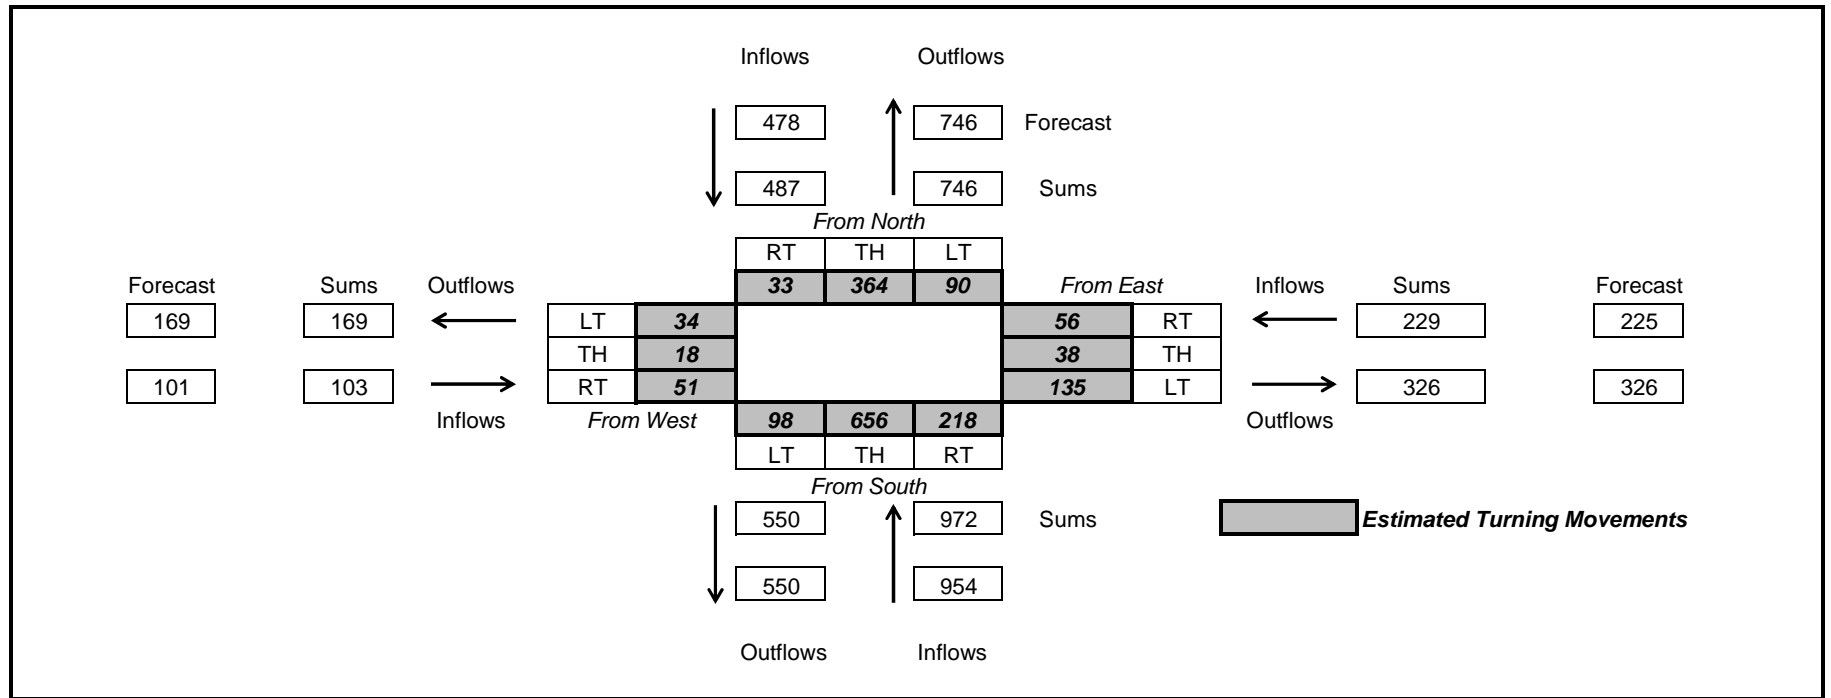 Inflows Outflows
478 746 Forecast
487 746 Sums
From North
RT TH LT
Forecast Sums Outflows 33 364 90 From East Inflows Sums Forecast
169 169 LT 34 56 RT 229 225
TH 18 38 TH
101 103 RT 51 135 LT 326 326
Inflows From West 98 656 218 Outflows
LT TH RT
From South
550 972 Sums Estimated Turning Movements
550 954
Outflows Inflows